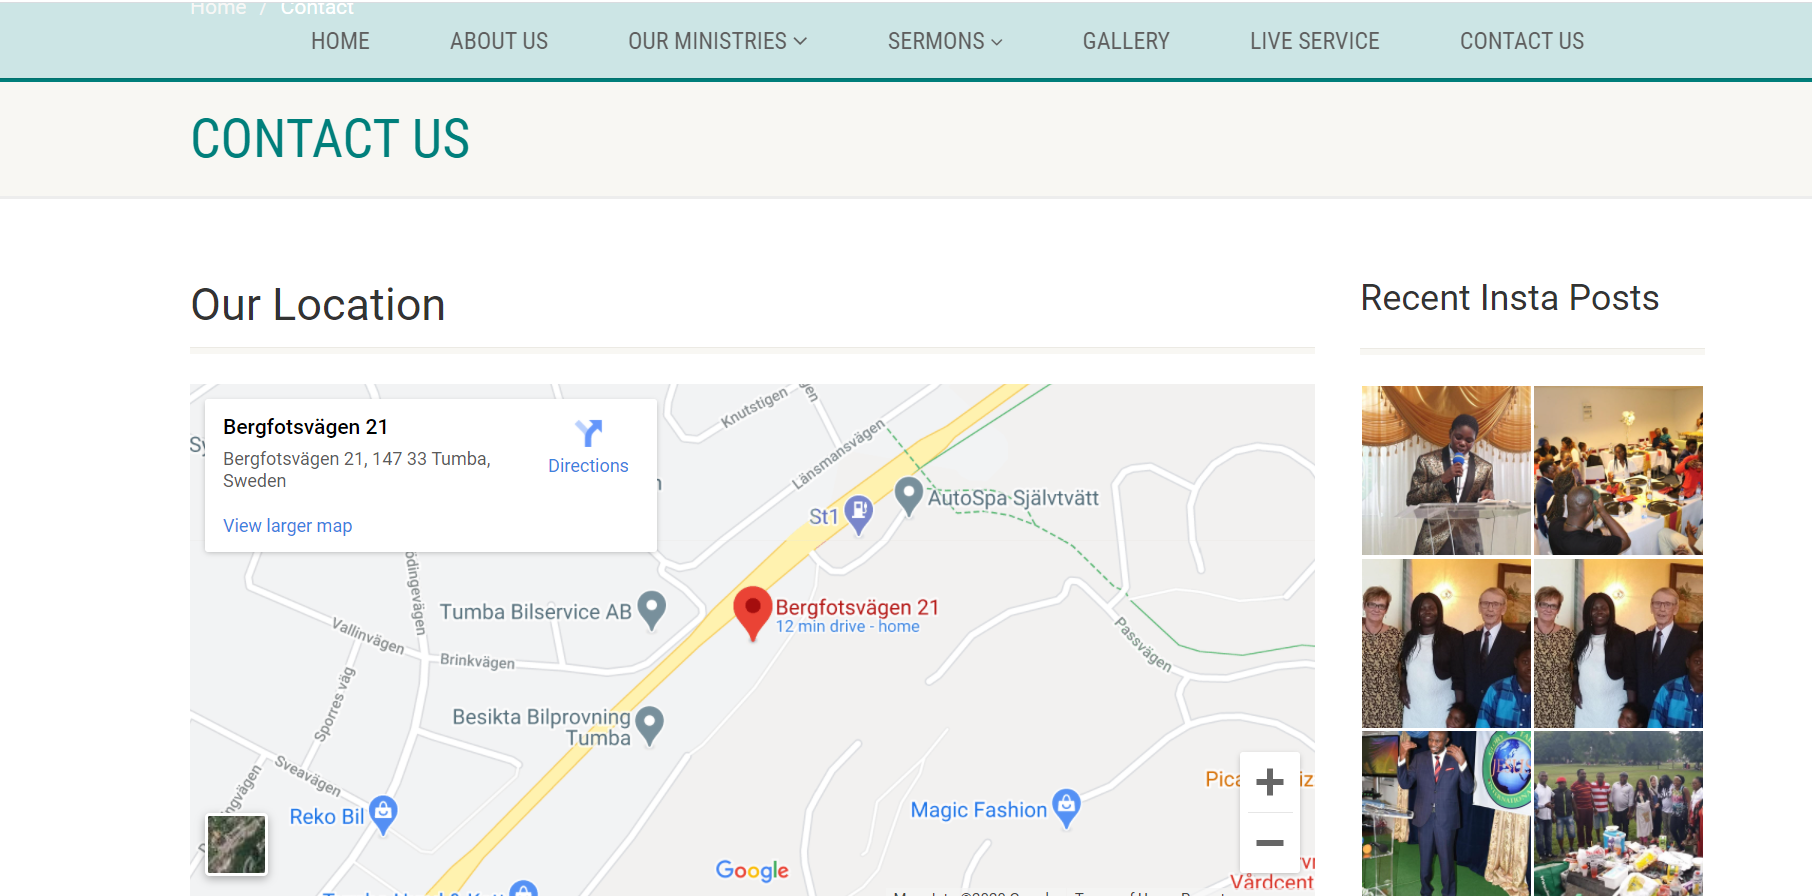 Home / Contact
HOME ABOUT US OUR MINISTRIES SERMONS GALLERY LIVE SERVICE CONTACT US
CONTACT US
Our Location
Recent Insta Posts
Bergfotsvägen 21
Bergfotsvägen 21, 147 33 Tumba,
Sweden
Directions
View larger map
Knutstigen
Länsmansvägen
St1
AutoSpa Självtvätt
Bergfotsvägen 21
12 min drive - home
Tumba Bilservice AB
Vallinvägen
Brinkvägen
Passvägen
Sporres väg
Besikta Bilprovning
Tumba
Sveavägen
Reko Bil
Magic Fashion
Google